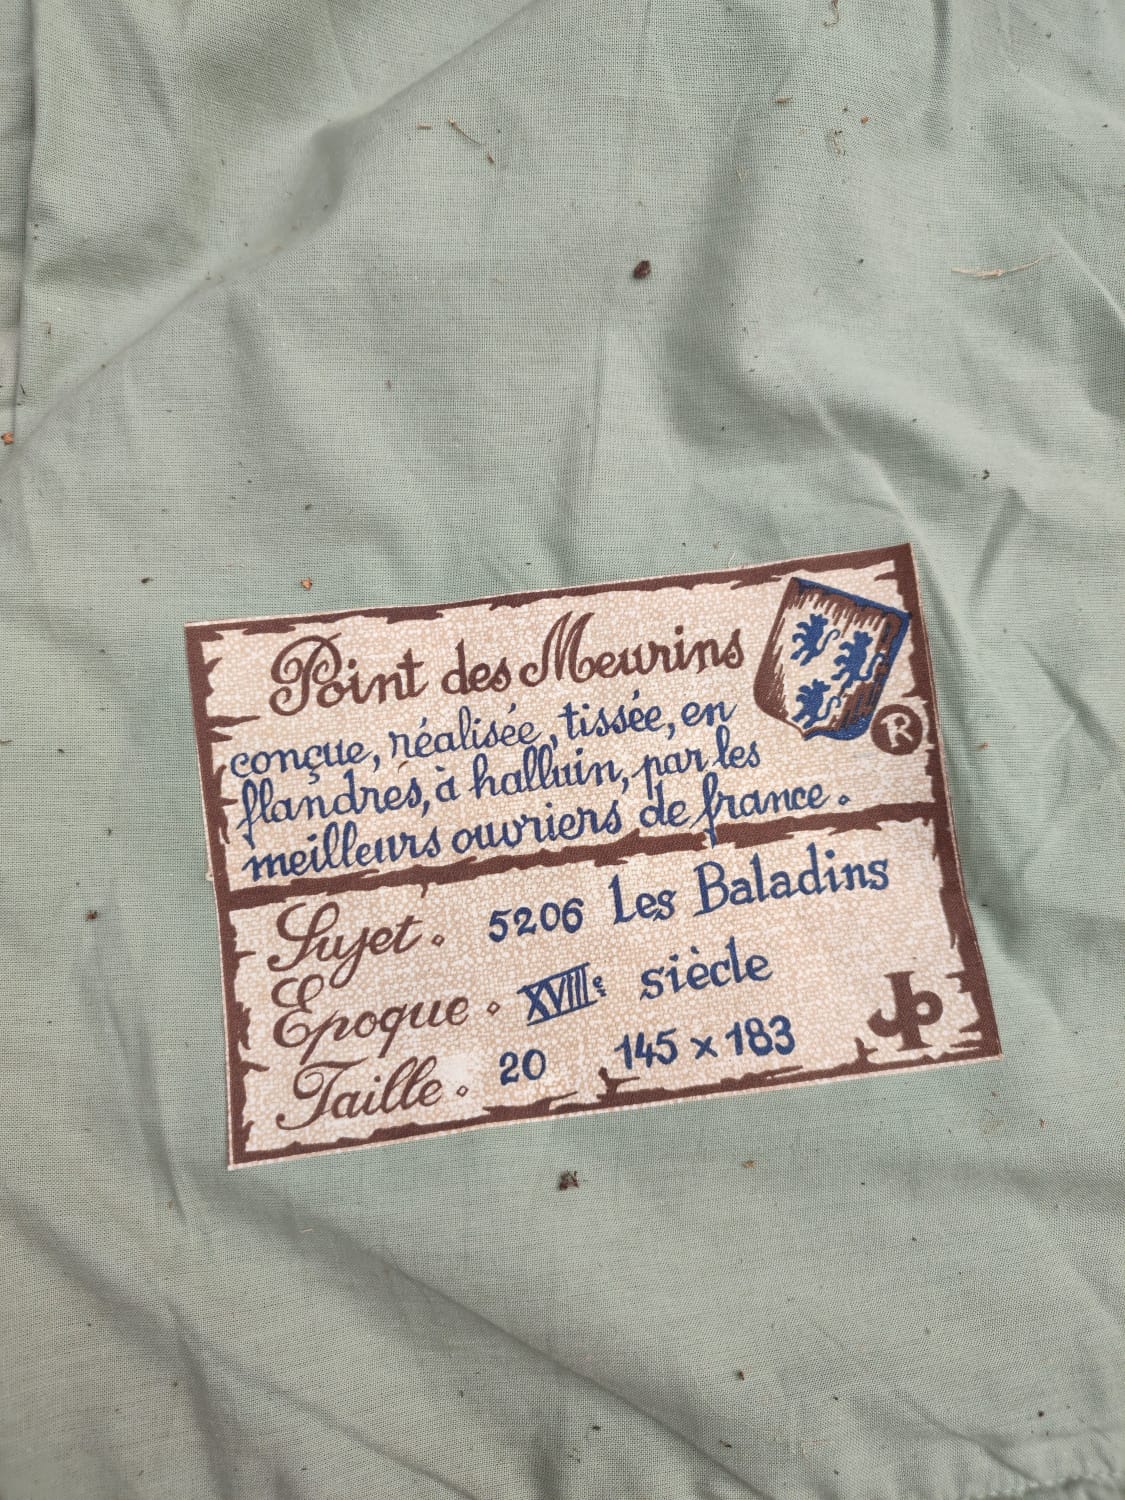 Point des Meurins
conçue, réalisée, tissée, en
flandres, à halluin, par les
meilleurs ouvriers de france.
®
Sujet. 5206 Les Baladins
Epoque. XVIIIe siècle
Taille. 20 145 x 183
JP